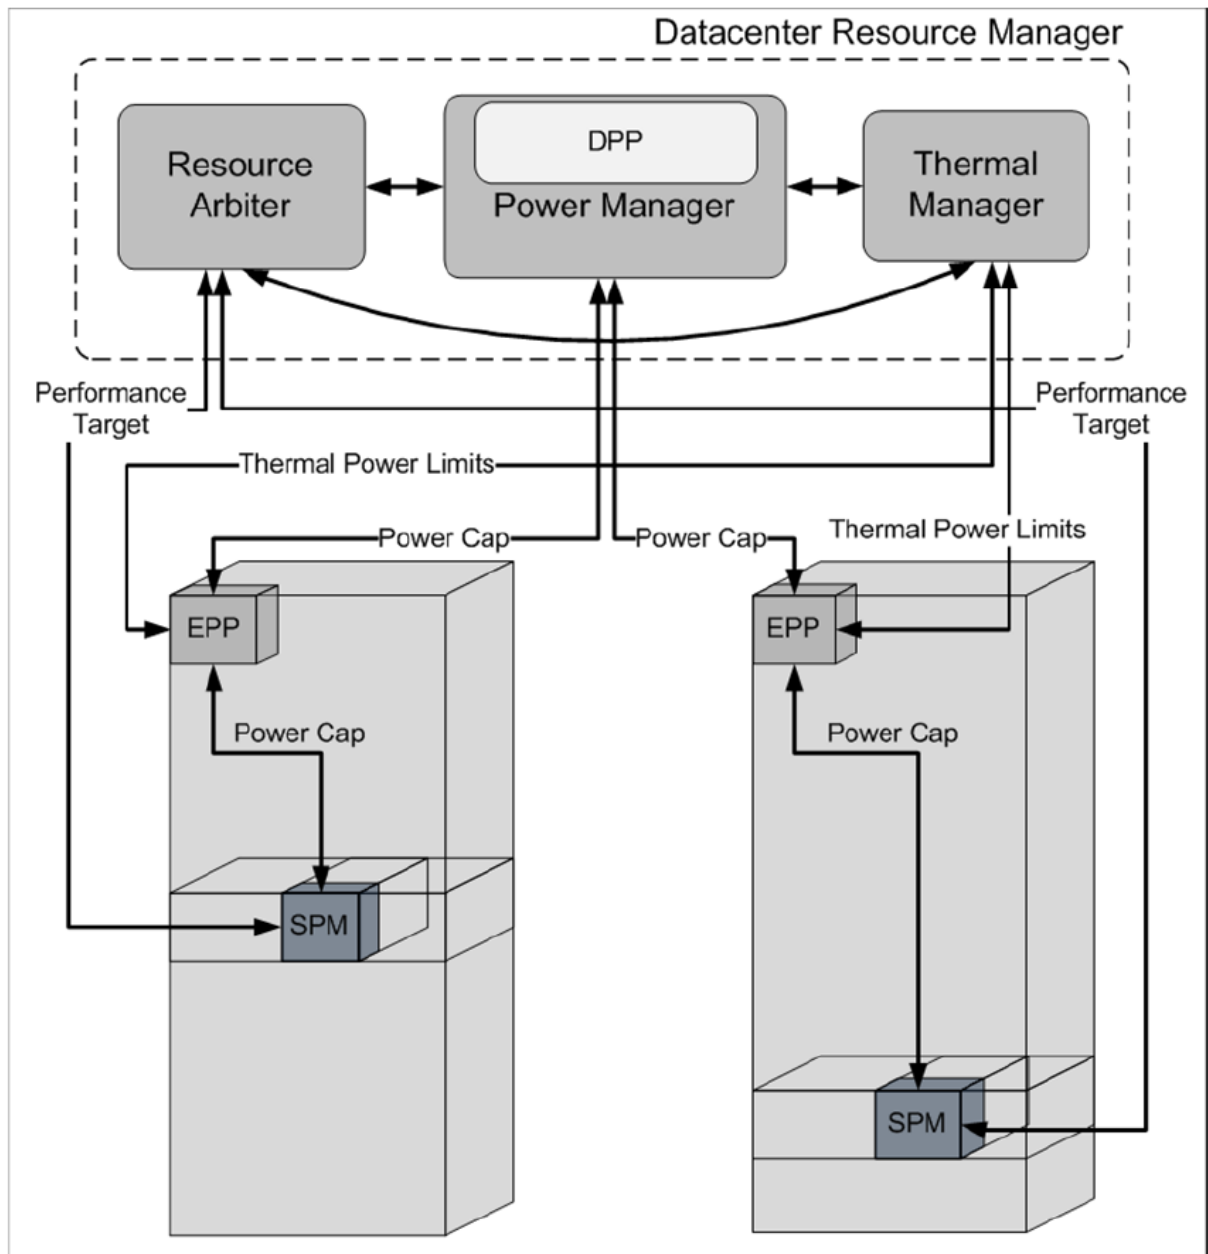 Datacenter Resource Manager
Resource
Arbiter
DPP
Power Manager
Thermal
Manager
Performance
Target
Performance
Target
Thermal Power Limits
Power Cap
Power Cap
Thermal Power Limits
EPP
EPP
Power Cap
Power Cap
SPM
SPM